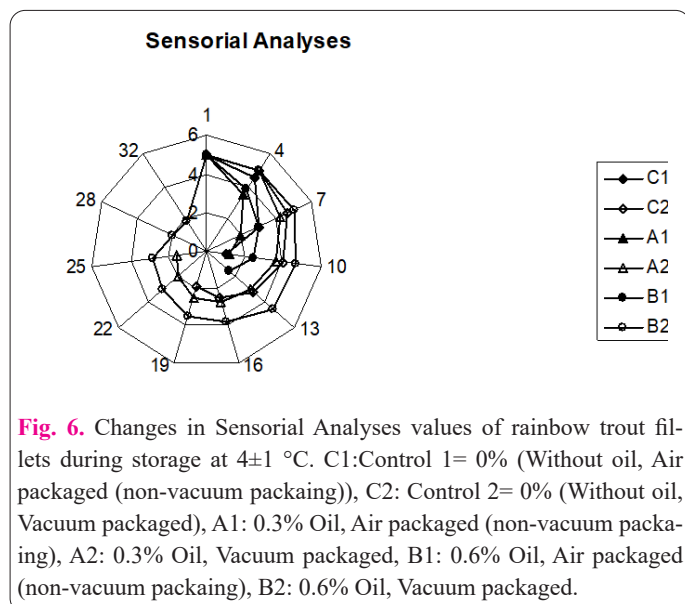 Sensorial Analyses
1
4
7
10
13
16
19
22
25
28
32
6
4
2
0
C1
C2
A1
A2
B1
B2
Fig. 6. Changes in Sensorial Analyses values of rainbow trout fil-
lets during storage at 4±1 °C. C1:Control 1= 0% (Without oil, Air
packaged (non-vacuum packaing)), C2: Control 2= 0% (Without oil,
Vacuum packaged), A1: 0.3% Oil, Air packaged (non-vacuum packa-
ing), A2: 0.3% Oil, Vacuum packaged, B1: 0.6% Oil, Air packaged
(non-vacuum packaing), B2: 0.6% Oil, Vacuum packaged.